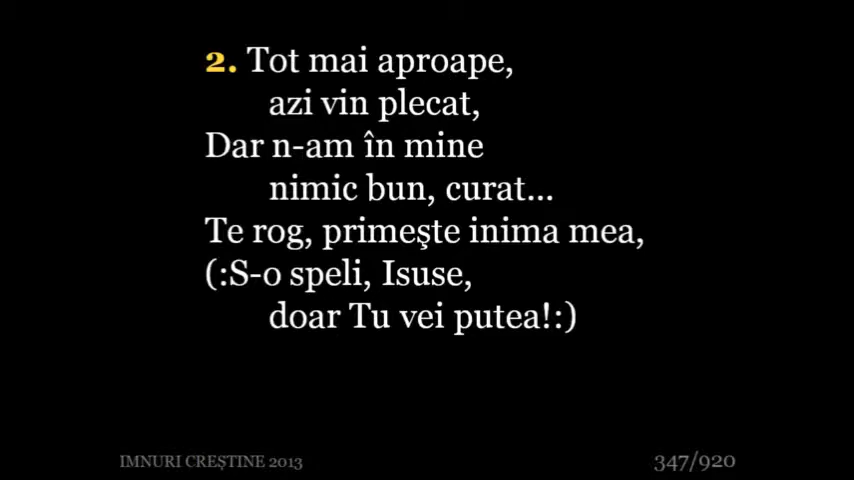 2. Tot mai aproape,
azi vin plecat,
Dar n-am în mine
nimic bun, curat...
Te rog, primeşte inima mea,
(:S-o speli, Isuse,
doar Tu vei putea!:)
IMNURI CREȘTINE 2013
347/920